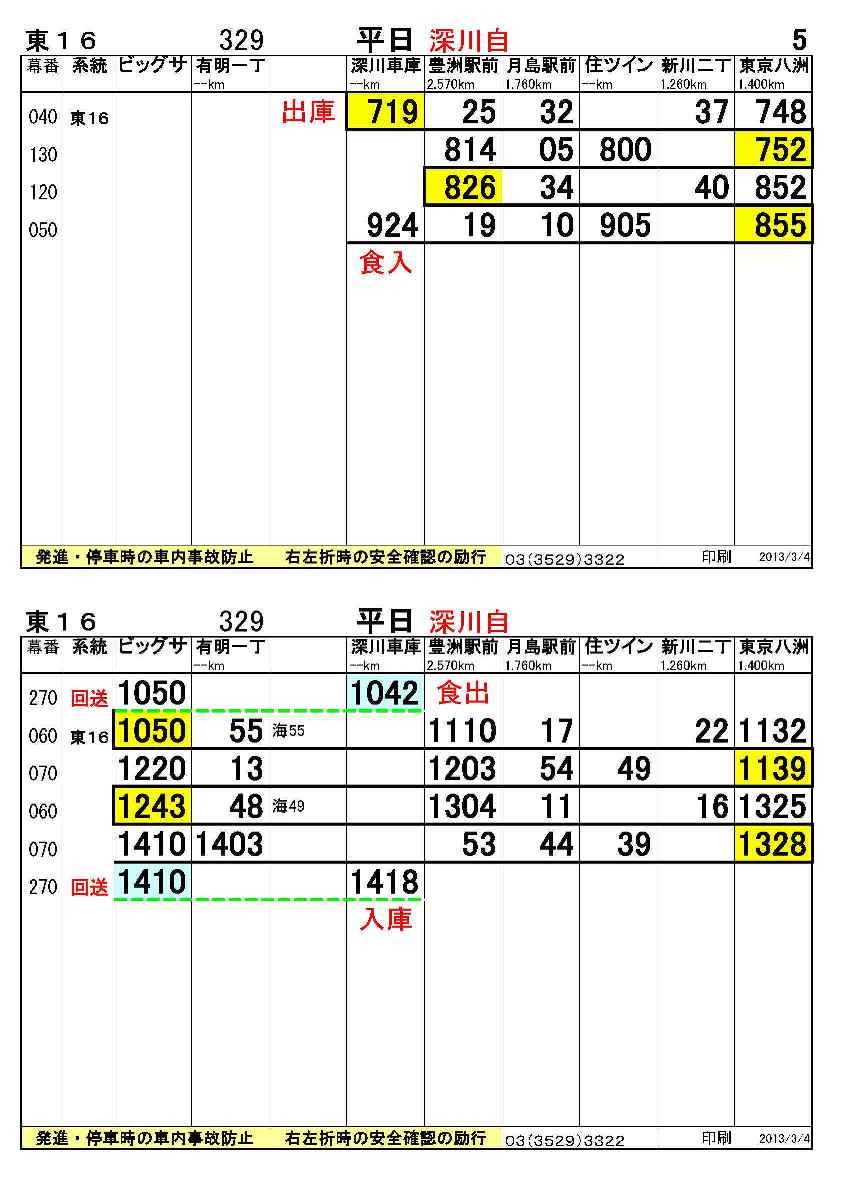 東16 329 平日 深川自 5
幕番 系統 ビッグサ 有明一丁 深川車庫 豊洲駅前 月島駅前 住ツイン 新川二丁 東京八洲
--km --km 2.570km 1.760km --km 1.260km 1.400km
040 東16 出庫 719 25 32 37 748
130 814 05 800 752
120 826 34 40 852
050 924 19 10 905 855
食入
発進・停車時の車内事故防止 右左折時の安全確認の励行 03(3529)3322 印刷 2013/3/4
東16 329 平日 深川自
幕番 系統 ビッグサ 有明一丁 深川車庫 豊洲駅前 月島駅前 住ツイン 新川二丁 東京八洲
--km --km 2.570km 1.760km --km 1.260km 1.400km
270 回送 1050 1042 食出
060 東16 1050 55 海55 1110 17 22 1132
070 1220 13 1203 54 49 1139
060 1243 48 海49 1304 11 16 1325
070 1410 1403 53 44 39 1328
270 回送 1410 1418
入庫
発進・停車時の車内事故防止 右左折時の安全確認の励行 03(3529)3322 印刷 2013/3/4